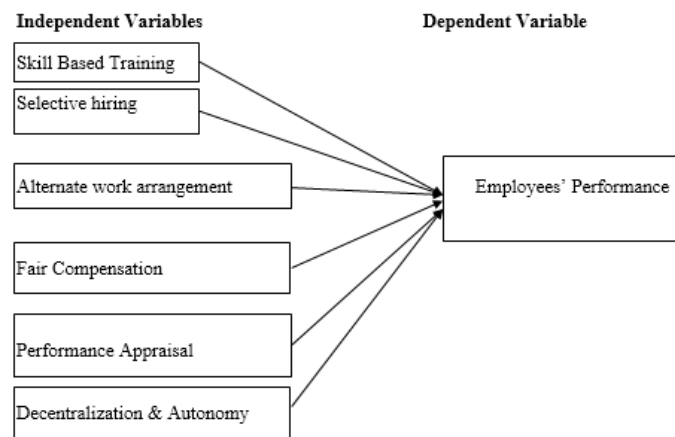 Independent Variables
Dependent Variable
Skill Based Training
Selective hiring
Alternate work arrangement
Employees’ Performance
Fair Compensation
Performance Appraisal
Decentralization & Autonomy